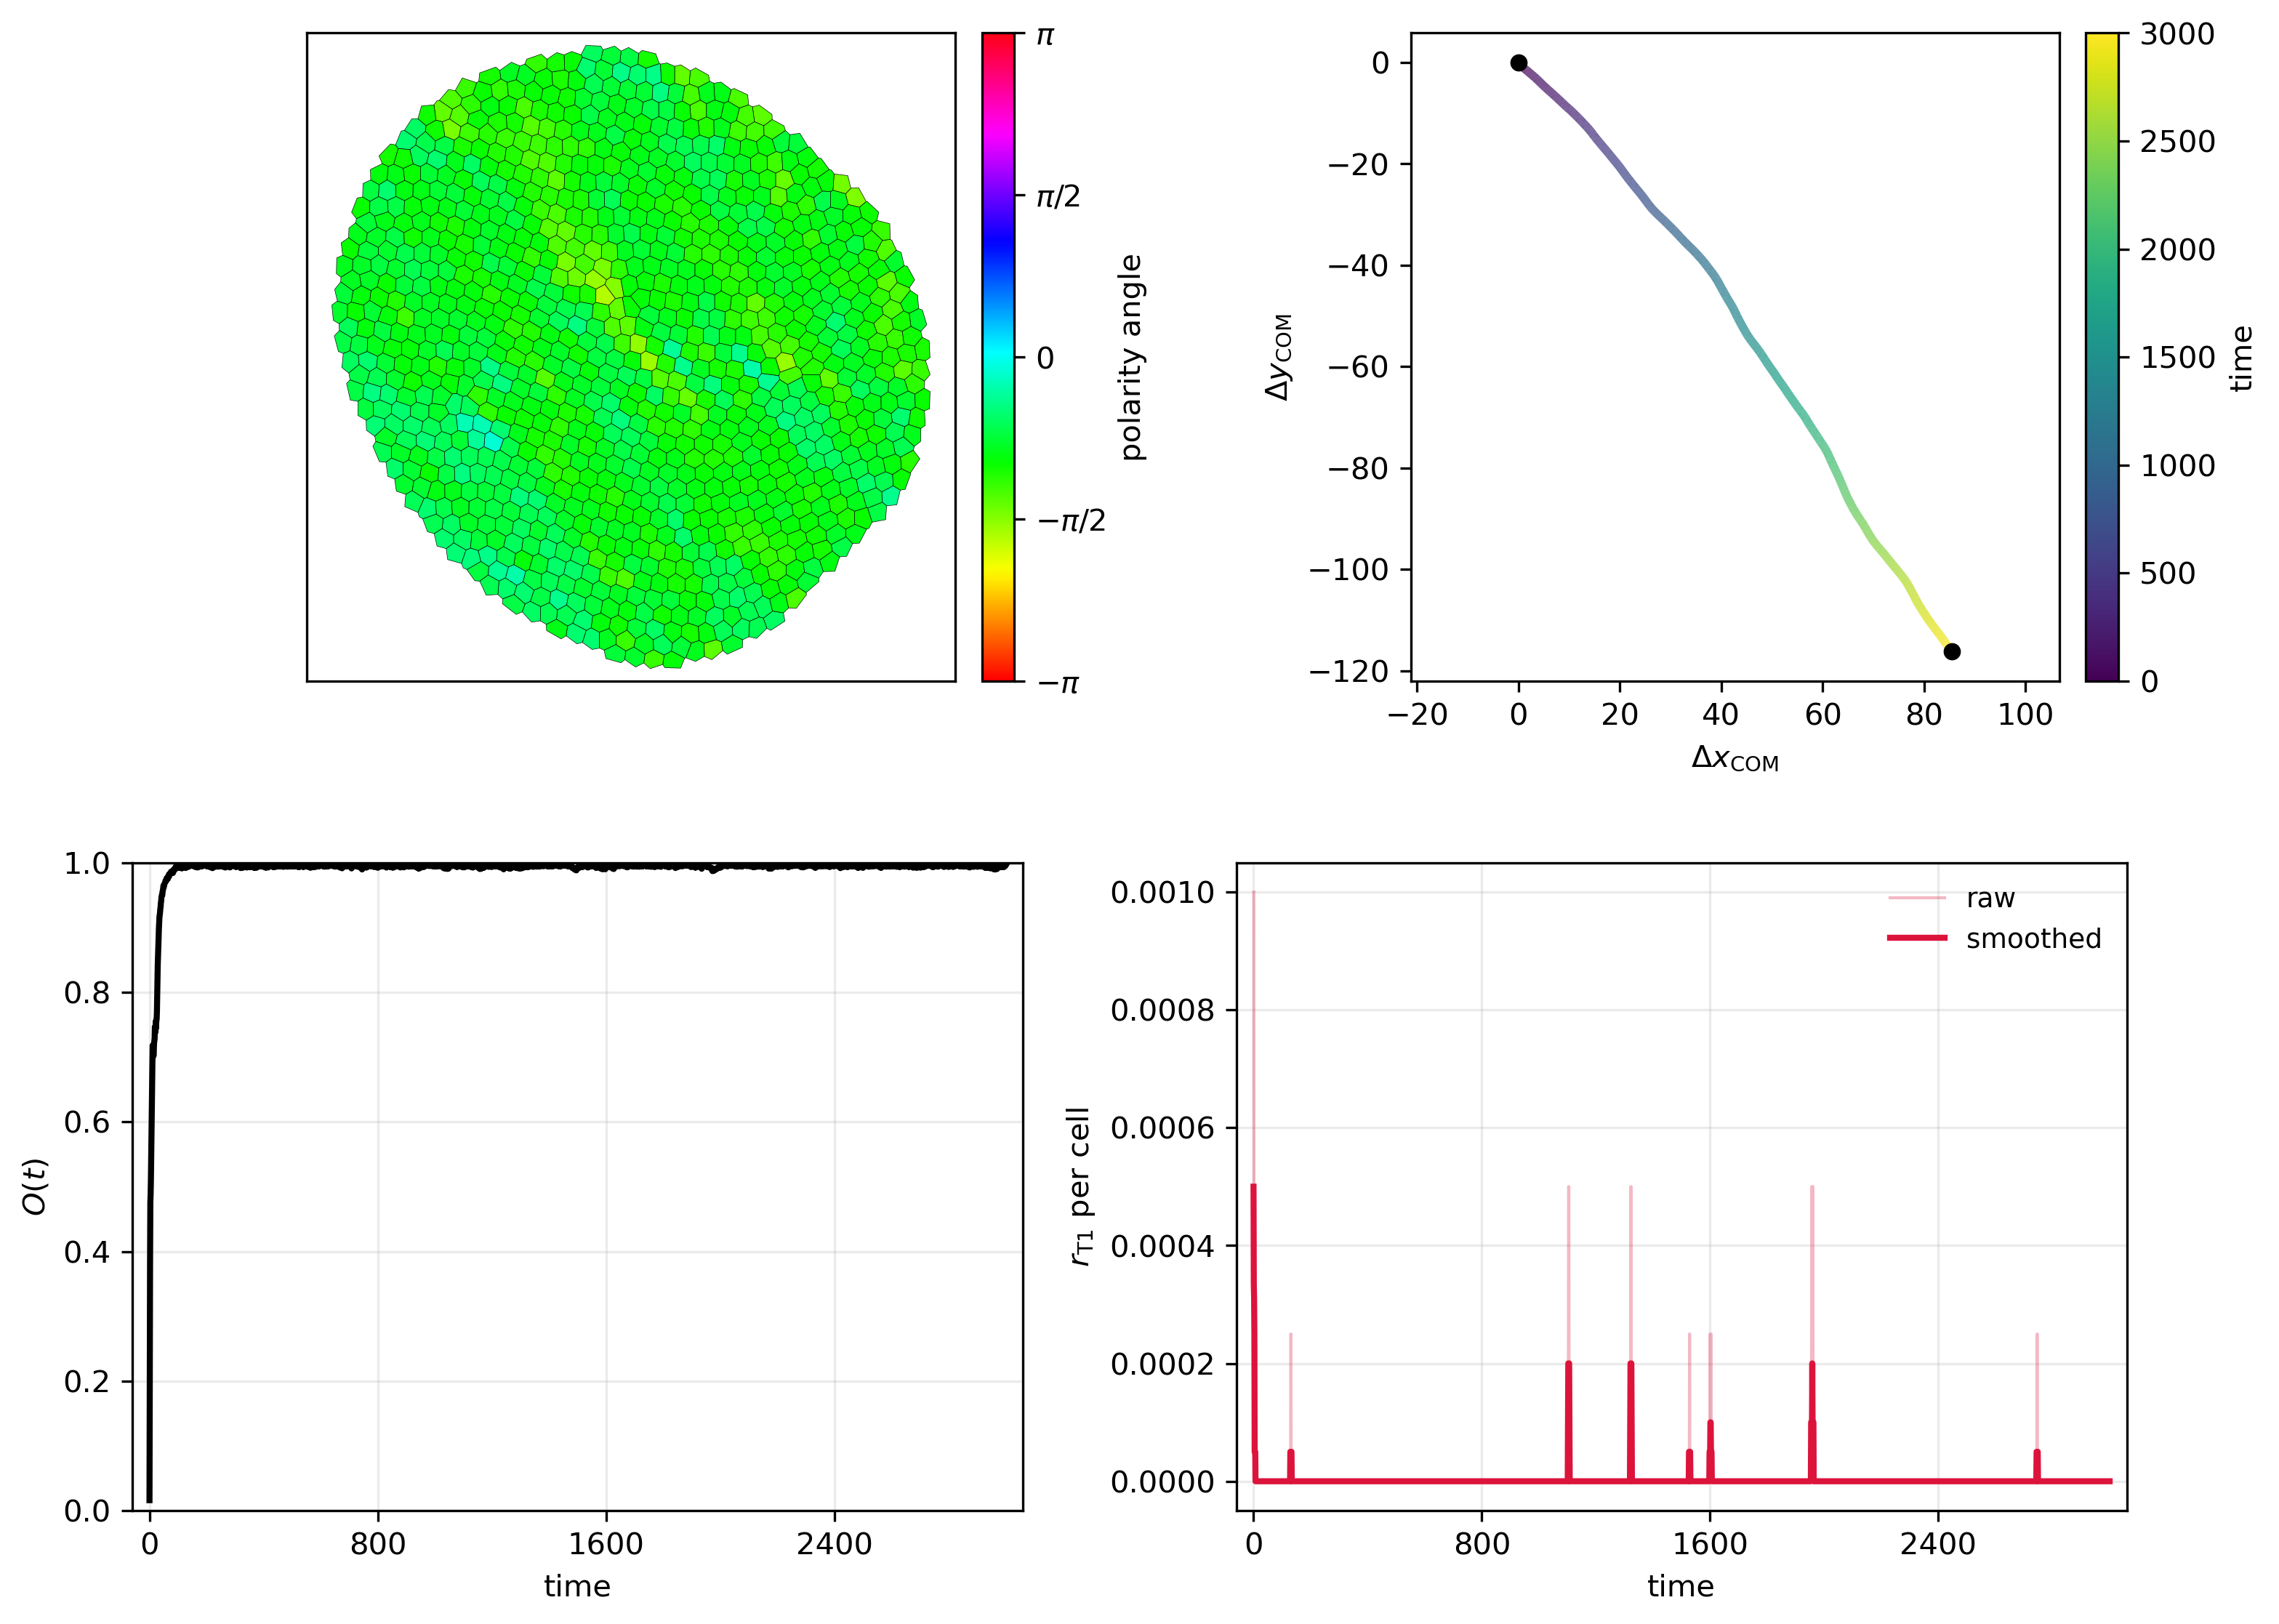 π
π/2
0
−π/2
−π
polarity angle
0
−20
−40
−60
−80
−100
−120
Δy_COM
−20 0 20 40 60 80 100
Δx_COM
3000
2500
2000
1500
1000
500
0
time
1.0
0.8
0.6
0.4
0.2
0.0
O(t)
0 800 1600 2400
time
0.0010
0.0008
0.0006
0.0004
0.0002
0.0000
r_T1 per cell
raw
smoothed
0 800 1600 2400
time